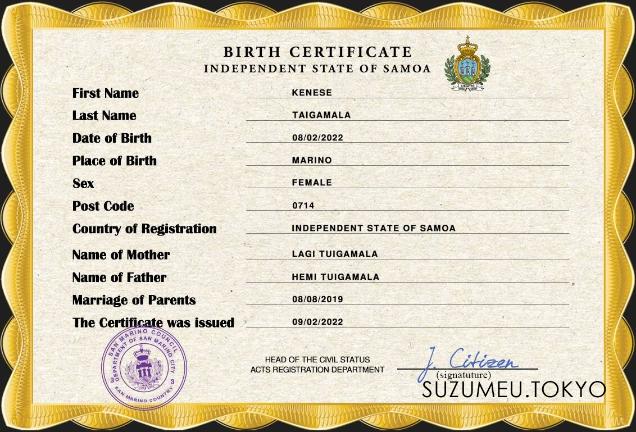 BIRTH CERTIFICATE
INDEPENDENT STATE OF SAMOA
First Name KENESE
Last Name TAIGAMALA
Date of Birth 08/02/2022
Place of Birth MARINO
Sex FEMALE
Post Code 0714
Country of Registration INDEPENDENT STATE OF SAMOA
Name of Mother LAGI TUIGAMALA
Name of Father HEMI TUIGAMALA
Marriage of Parents 08/08/2019
The Certificate was issued 09/02/2022
SAN MARINO COUNCIL
DEPARTMENT OF SAN MARINO
3
SAN MARINO COUNTRY
HEAD OF THE CIVIL STATUS
ACTS REGISTRATION DEPARTMENT
J. Citizen
(signatuture)
SUZUMEU.TOKYO